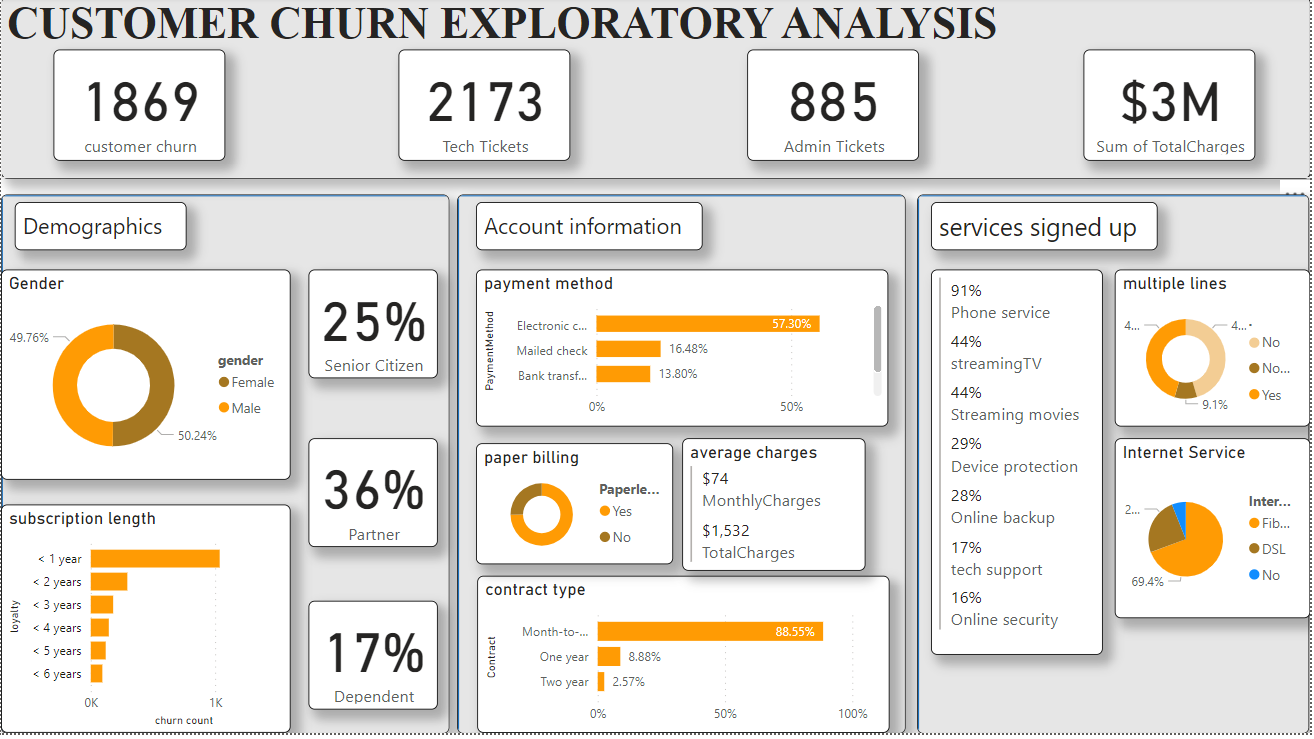 CUSTOMER CHURN EXPLORATORY ANALYSIS
1869
customer churn
2173
Tech Tickets
885
Admin Tickets
$3M
Sum of TotalCharges
Demographics
Gender
49.76%
50.24%
gender
Female
Male
25%
Senior Citizen
36%
Partner
17%
Dependent
subscription length
loyalty
< 1 year
< 2 years
< 3 years
< 4 years
< 5 years
< 6 years
0K
1K
churn count
Account information
payment method
PaymentMethod
Electronic c...
57.30%
Mailed check
16.48%
Bank transf...
13.80%
0%
50%
paper billing
Paperle...
Yes
No
average charges
$74
MonthlyCharges
$1,532
TotalCharges
contract type
Contract
Month-to-...
88.55%
One year
8.88%
Two year
2.57%
0%
50%
100%
services signed up
91%
Phone service
44%
streamingTV
44%
Streaming movies
29%
Device protection
28%
Online backup
17%
tech support
16%
Online security
multiple lines
4...
4...
9.1%
No
No...
Yes
Internet Service
2...
69.4%
Inter...
Fib...
DSL
No